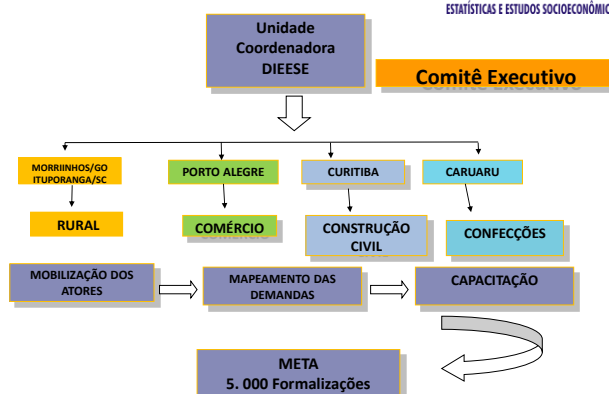 ESTATÍSTICAS E ESTUDOS SOCIOECONÔMIC
Unidade
Coordenadora
DIEESE
Comitê Executivo
MORRIINHOS/GO
ITUPORANGA/SC
PORTO ALEGRE
CURITIBA
CARUARU
RURAL
COMÉRCIO
CONSTRUÇÃO
CIVIL
CONFECÇÕES
MOBILIZAÇÃO DOS
ATORES
MAPEAMENTO DAS
DEMANDAS
CAPACITAÇÃO
META
5. 000 Formalizações